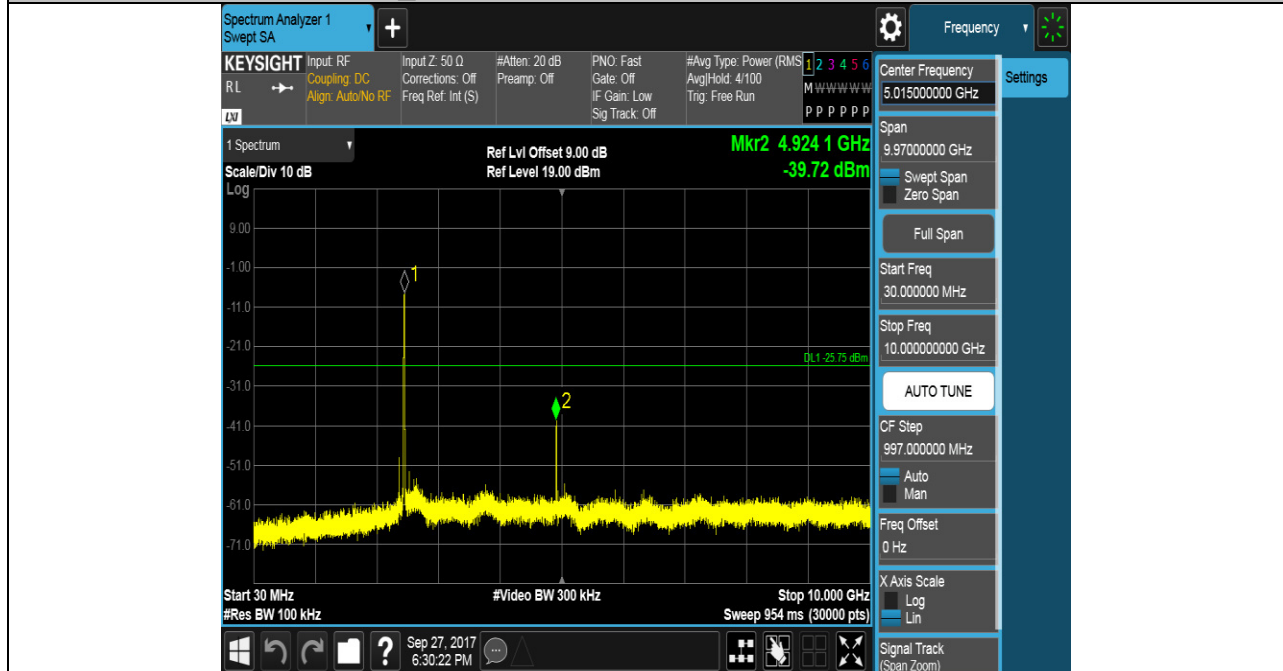 Spectrum Analyzer 1
Swept SA
+
Frequency
KEYSIGHT
RL
LXI
Input: RF
Coupling: DC
Align: Auto/No RF
Input Z: 50 Ω
Corrections: Off
Freq Ref: Int (S)
#Atten: 20 dB
Preamp: Off
PNO: Fast
Gate: Off
IF Gain: Low
Sig Track: Off
#Avg Type: Power (RMS
Avg|Hold: 4/100
Trig: Free Run
1 2 3 4 5 6
M W W W W W
P P P P P P
1 Spectrum
Scale/Div 10 dB
Log
Ref Lvl Offset 9.00 dB
Ref Level 19.00 dBm
Mkr2 4.924 1 GHz
-39.72 dBm
9.00
-1.00
-11.0
-21.0
-31.0
-41.0
-51.0
-61.0
-71.0
1
DL1 -25.75 dBm
2
Start 30 MHz
#Res BW 100 kHz
#Video BW 300 kHz
Stop 10.000 GHz
Sweep 954 ms (30000 pts)
?
Sep 27, 2017
6:30:22 PM
Center Frequency
5.015000000 GHz
Settings
Span
9.97000000 GHz
Swept Span
Zero Span
Full Span
Start Freq
30.000000 MHz
Stop Freq
10.000000000 GHz
AUTO TUNE
CF Step
997.000000 MHz
Auto
Man
Freq Offset
0 Hz
X Axis Scale
Log
Lin
Signal Track
(Span Zoom)